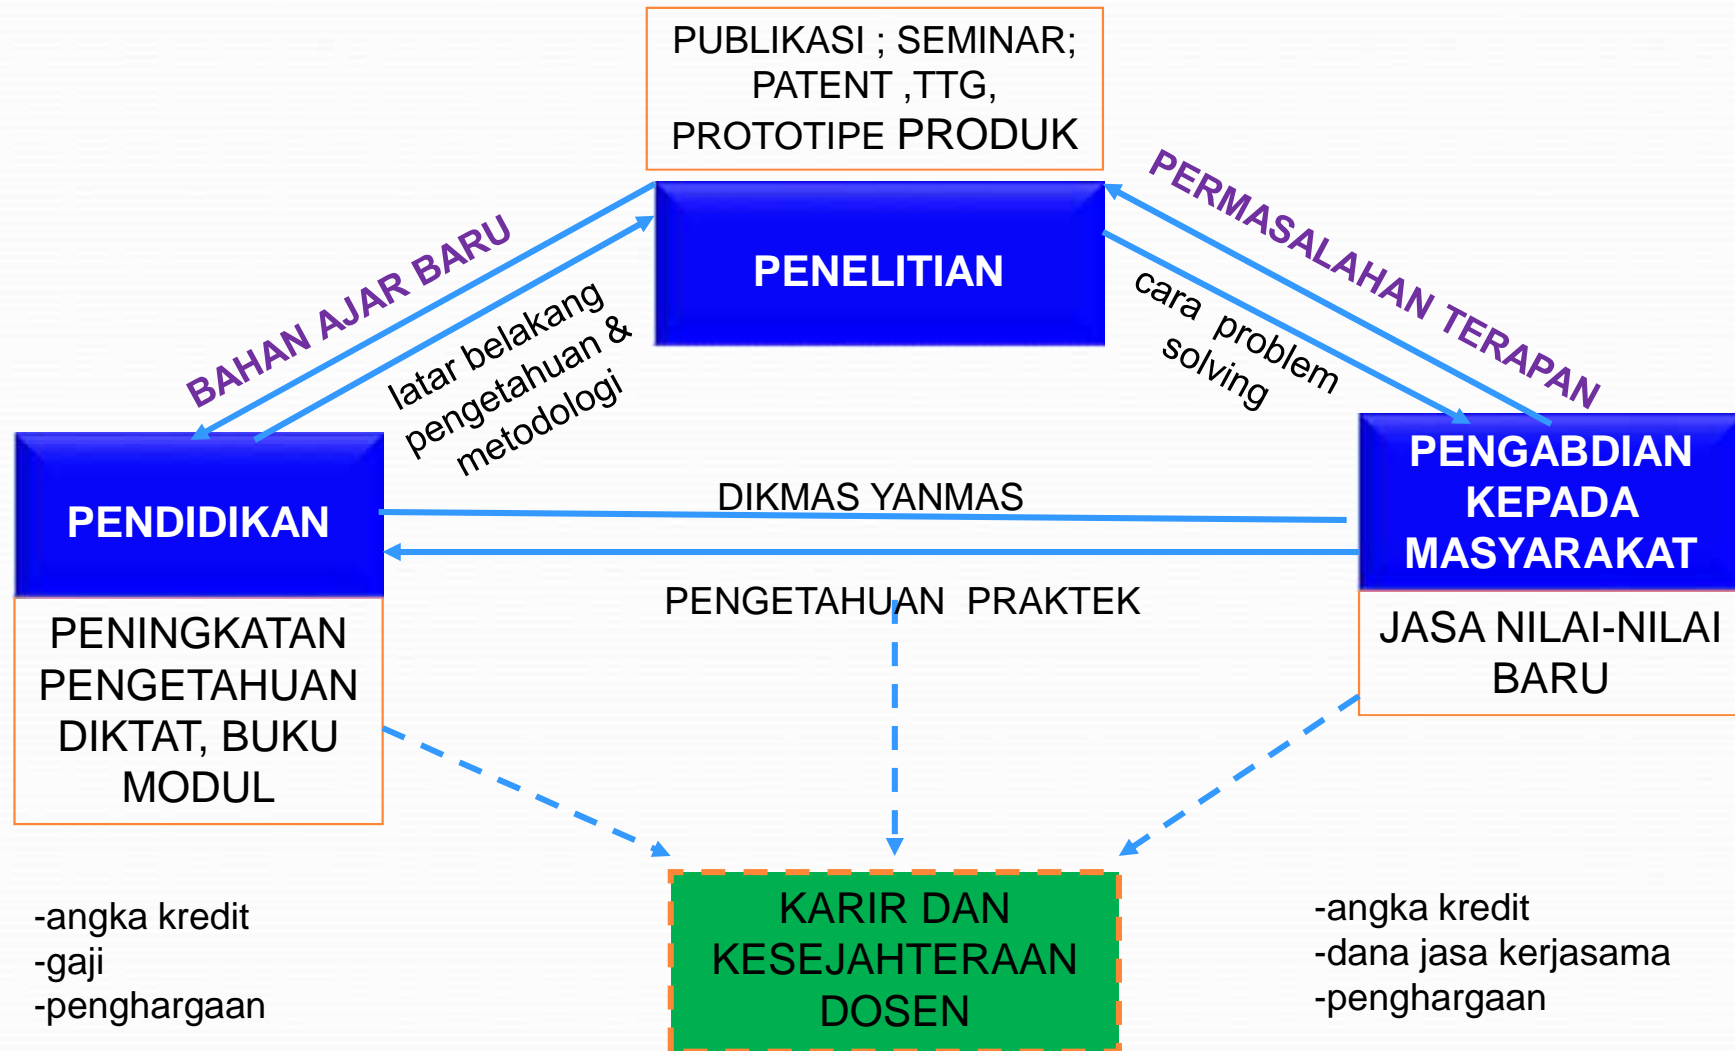 PUBLIKASI ; SEMINAR;
PATENT ,TTG,
PROTOTIPE PRODUK
PENELITIAN
BAHAN AJAR BARU
latar belakang
pengetahuan &
metodologi
PERMASALAHAN TERAPAN
cara problem
solving
PENDIDIKAN
DIKMAS YANMAS
PENGETAHUAN PRAKTEK
PENGABDIAN
KEPADA
MASYARAKAT
PENINGKATAN
PENGETAHUAN
DIKTAT, BUKU
MODUL
JASA NILAI-NILAI
BARU
-angka kredit
-gaji
-penghargaan
KARIR DAN
KESEJAHTERAAN
DOSEN
-angka kredit
-dana jasa kerjasama
-penghargaan